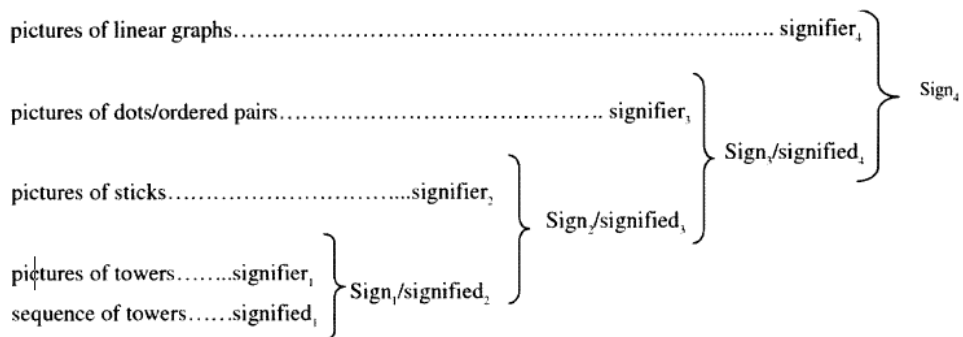 pictures of linear graphs……………………………………………………………………..…. signifier₄
Sign₄
pictures of dots/ordered pairs…………………………………. signifier₃
Sign₃/signified₄
pictures of sticks…………………………...signifier₂
Sign₂/signified₃
pictures of towers……..signifier₁
Sign₁/signified₂
sequence of towers……signified₁